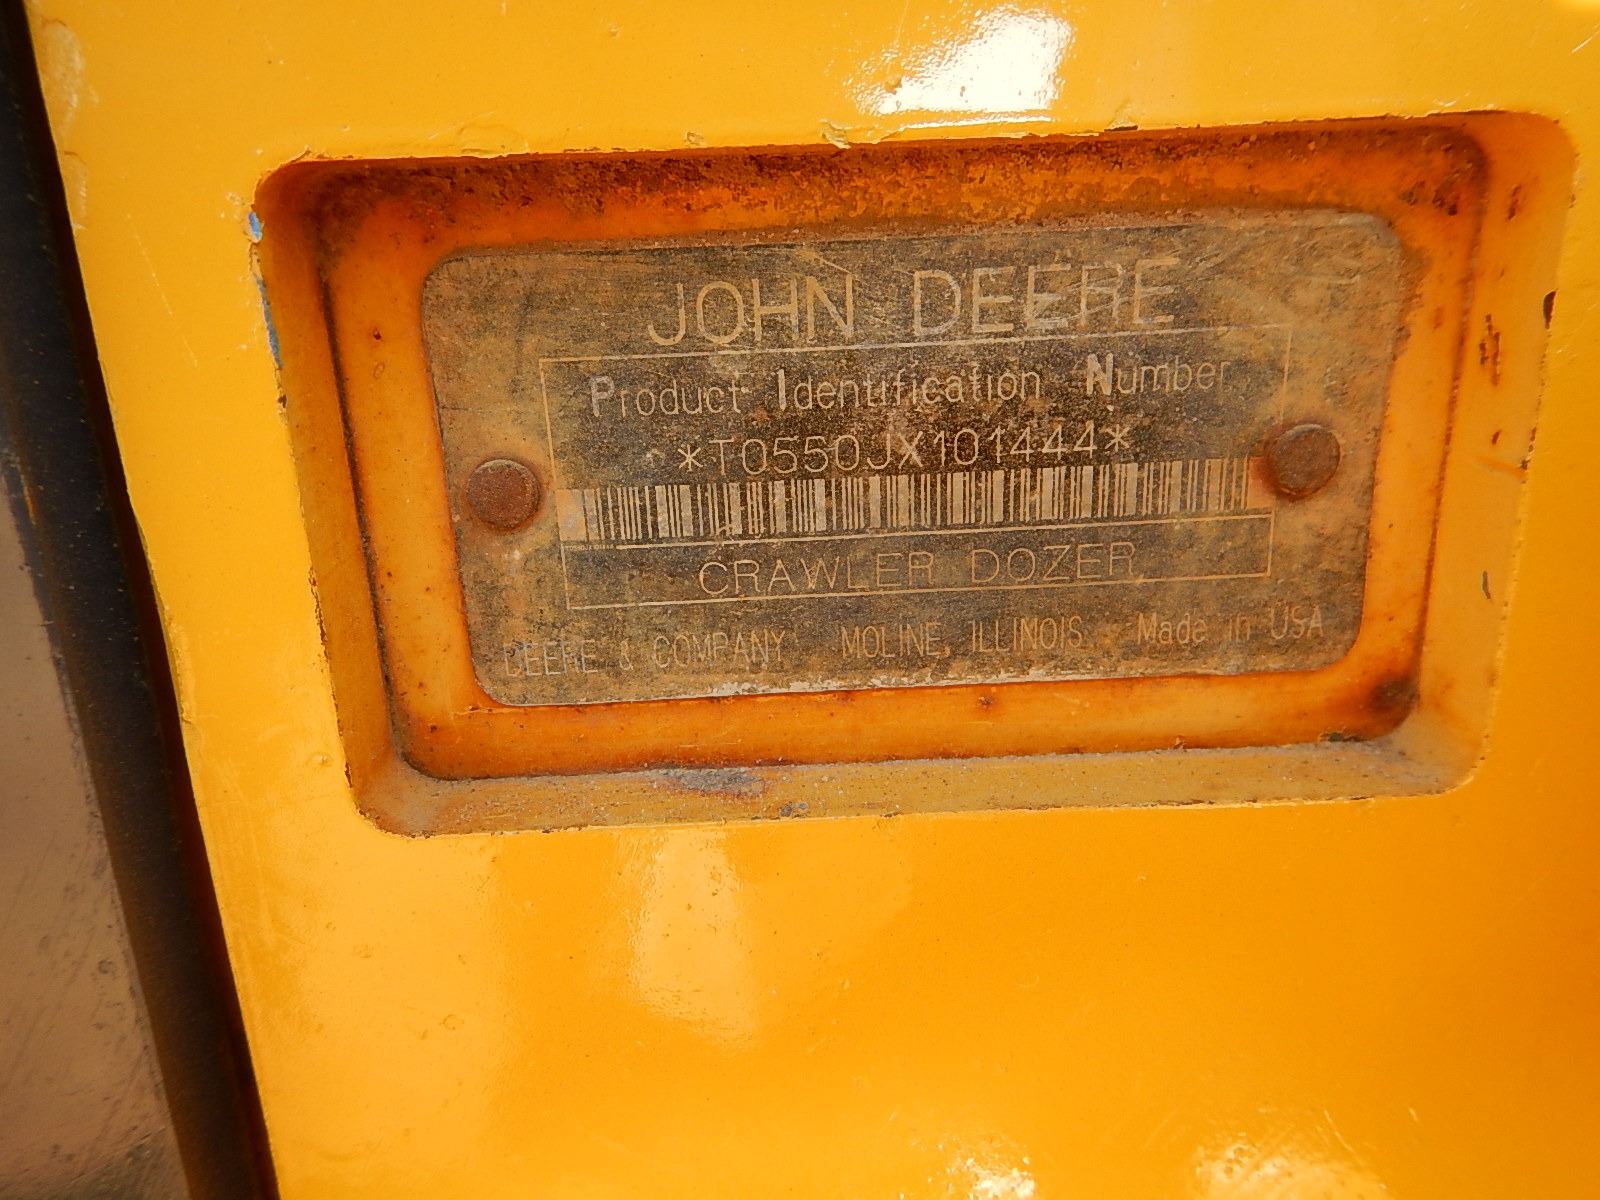 JOHN DEERE
Product Identification Number
*T0550JX101444*
CRAWLER DOZER
DEERE & COMPANY MOLINE, ILLINOIS Made in USA